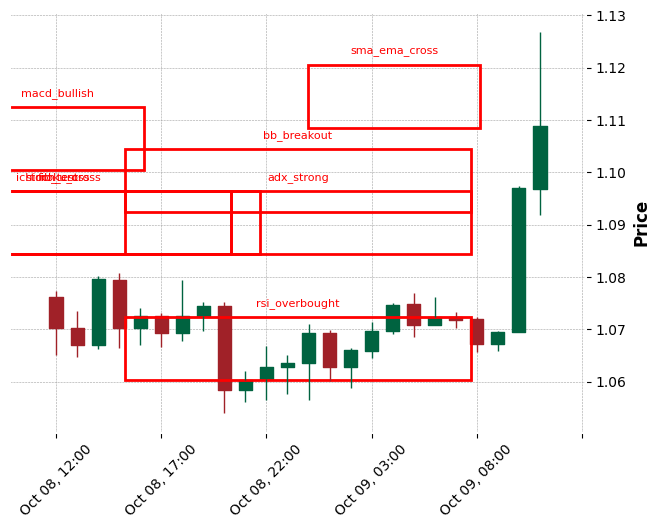 sma_ema_cross
macd_bullish
bb_breakout
adx_strong
rsi_overbought
1.13
1.12
1.11
1.10
1.09
1.08
1.07
1.06
Price
Oct 08, 12:00
Oct 08, 17:00
Oct 08, 22:00
Oct 09, 03:00
Oct 09, 08:00